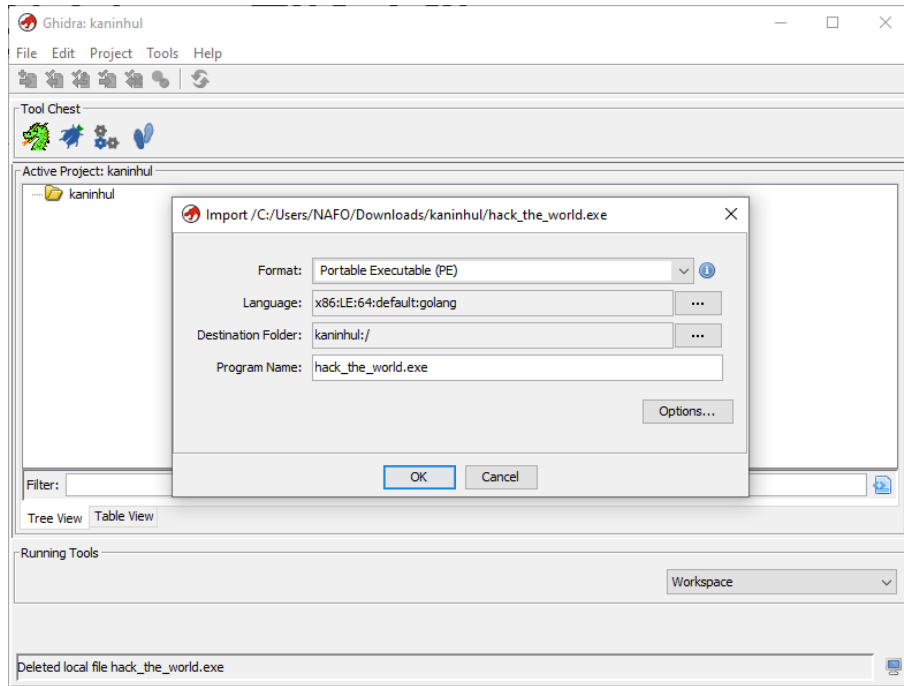 Ghidra: kaninhul
File Edit Project Tools Help
Tool Chest
Active Project: kaninhul
kaninhul
Import /C:/Users/NAFO/Downloads/kaninhul/hack_the_world.exe
Format: Portable Executable (PE)
Language: x86:LE:64:default:golang ...
Destination Folder: kaninhul:/ ...
Program Name: hack_the_world.exe
Options...
OK Cancel
Filter:
Tree View Table View
Running Tools
Workspace
Deleted local file hack_the_world.exe